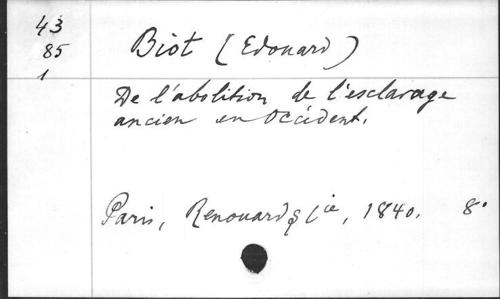 43
85
1
Biot (Edouard)
De l'abolition de l'esclavage
ancien en Occident.
Paris, Renouard & Cie, 1840. 8°